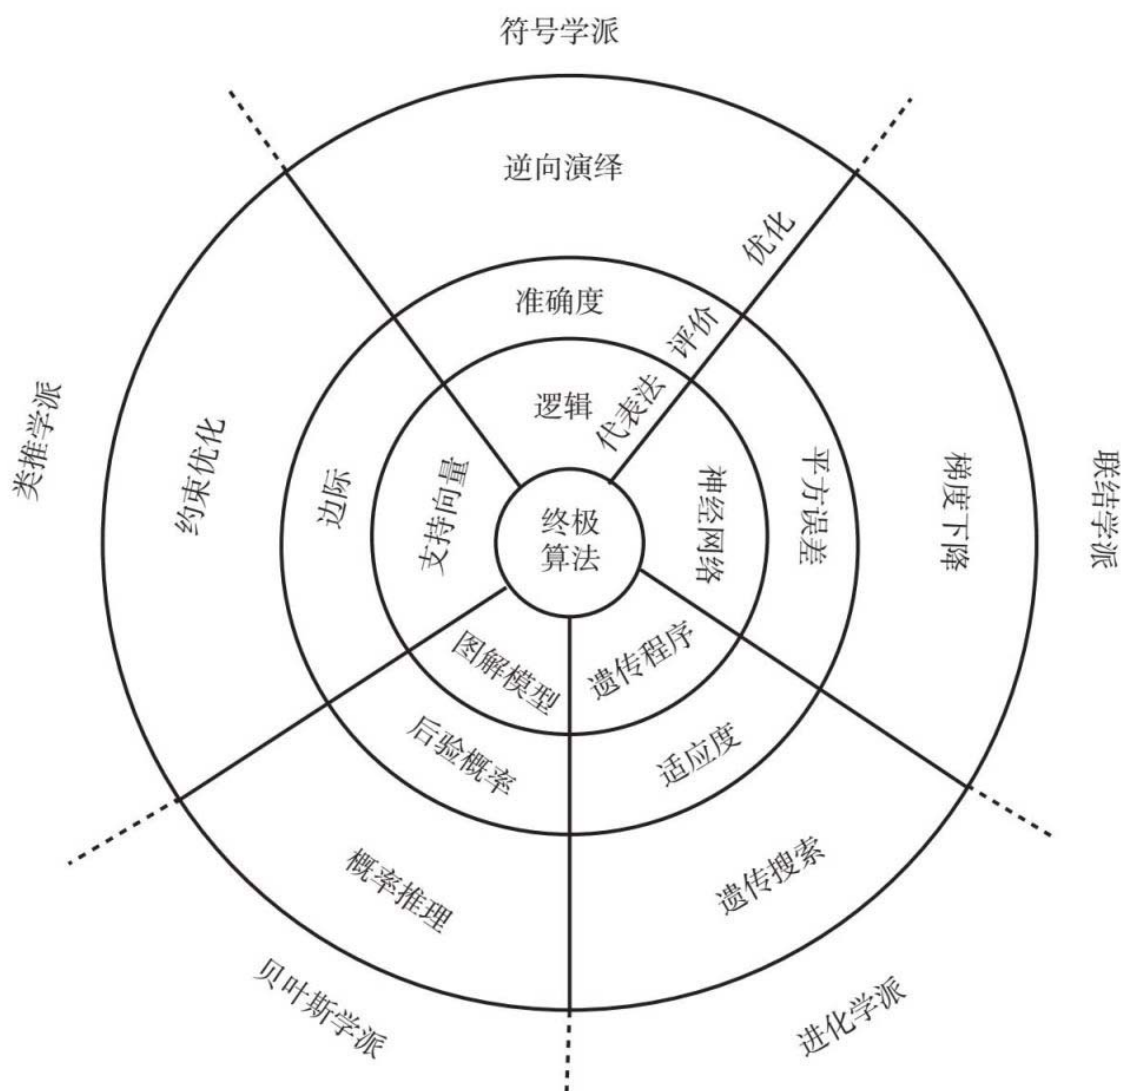 符号学派
逆向演绎
优化
准确度
评价
逻辑
代表法
类推学派
约束优化
边际
支持向量
终极
算法
神经网络
平方误差
梯度下降
联结学派
图解模型
遗传程序
后验概率
适应度
概率推理
遗传搜索
贝叶斯学派
进化学派